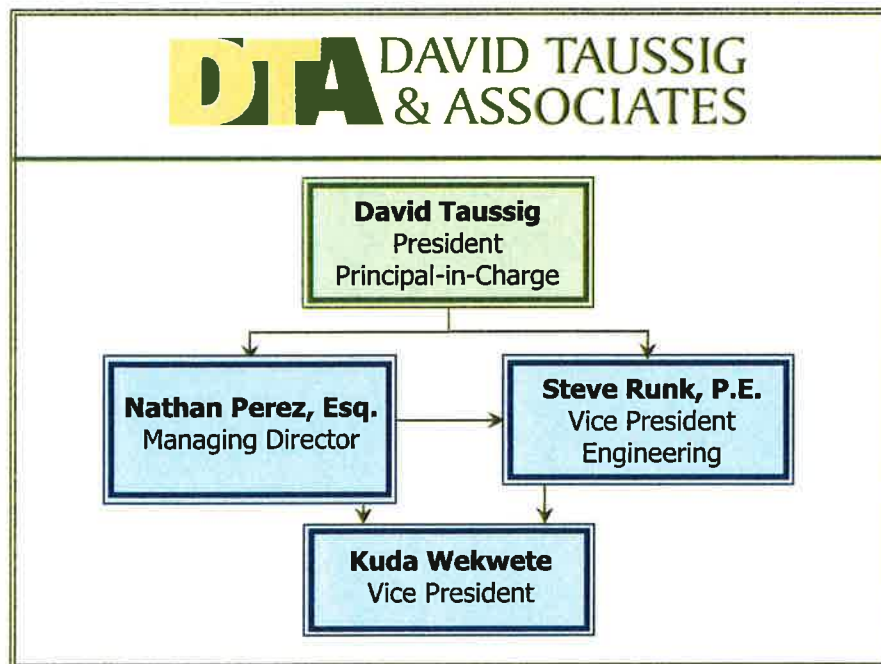 DTA DAVID TAUSSIG
& ASSOCIATES
David Taussig
President
Principal-in-Charge
Nathan Perez, Esq.
Managing Director
Steve Runk, P.E.
Vice President
Engineering
Kuda Wekwete
Vice President